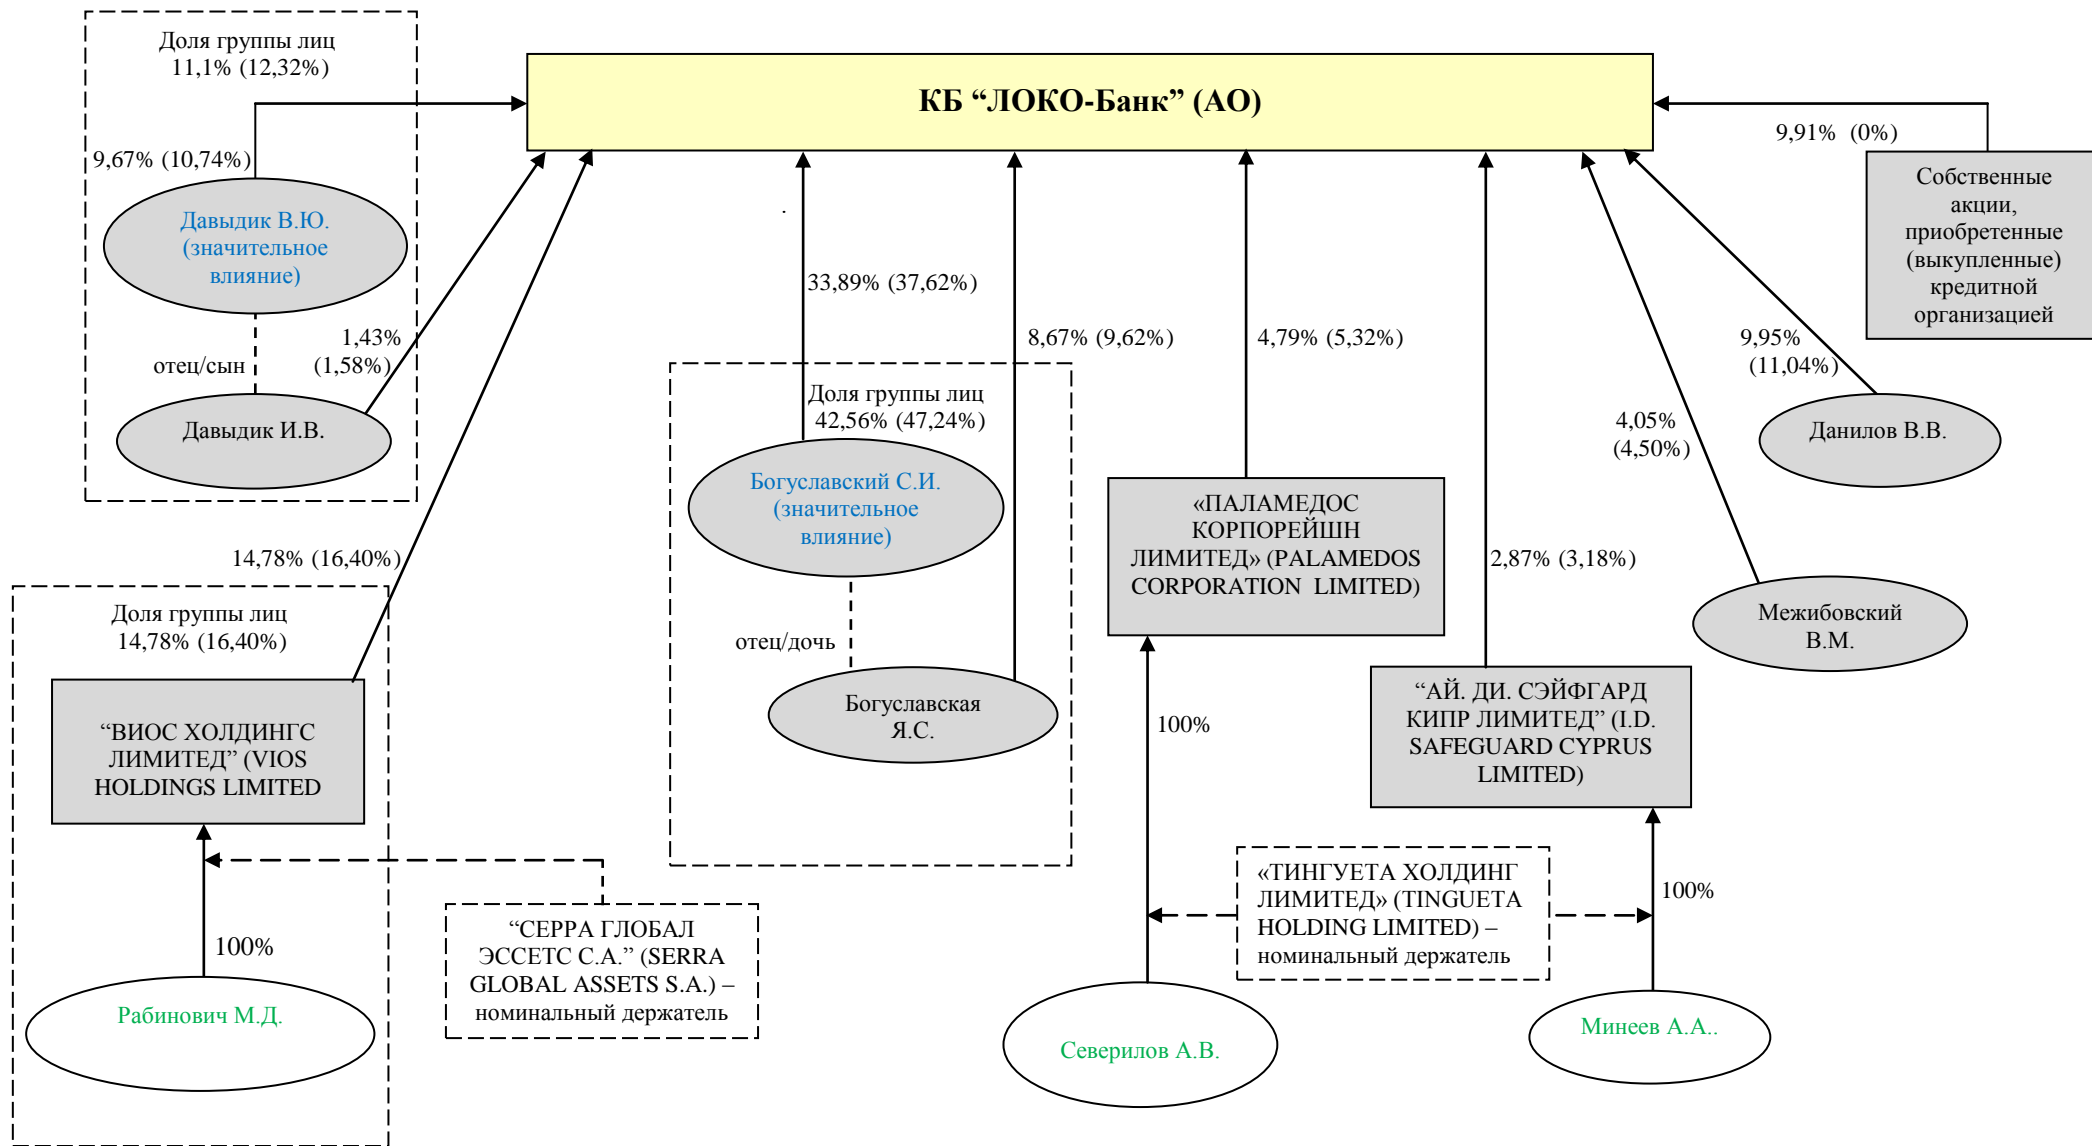 Доля группы лиц
11,1% (12,32%)
КБ “ЛОКО-Банк” (АО)
9,67% (10,74%)
9,91%  (0%)
Собственные
акции,
приобретенные
(выкупленные)
кредитной
организацией
Давыдик В.Ю.
(значительное
влияние)
33,89% (37,62%)
8,67% (9,62%)
4,79% (5,32%)
9,95%
(11,04%)
1,43%
(1,58%)
отец/сын
Давыдик И.В.
Доля группы лиц
42,56% (47,24%)
4,05%
(4,50%)
Данилов В.В.
Богуславский С.И.
(значительное
влияние)
«ПАЛАМЕДОС
КОРПОРЕЙШН
ЛИМИТЕД» (PALAMEDOS
CORPORATION  LIMITED)
14,78% (16,40%)
2,87% (3,18%)
Доля группы лиц
14,78% (16,40%)
отец/дочь
Межибовский
В.М.
“ВИОС ХОЛДИНГС
ЛИМИТЕД” (VIOS
HOLDINGS LIMITED
Богуславская
Я.С.
100%
“АЙ. ДИ. СЭЙФГАРД
КИПР ЛИМИТЕД” (I.D.
SAFEGUARD CYPRUS
LIMITED)
“СЕРРА ГЛОБАЛ
ЭССЕТС С.А.” (SERRA
GLOBAL ASSETS S.A.) –
номинальный держатель
«ТИНГУЕТА ХОЛДИНГ
ЛИМИТЕД» (TINGUETA
HOLDING LIMITED) –
номинальный держатель
100%
100%
Рабинович М.Д.
Северилов А.В.
Минеев А.А..